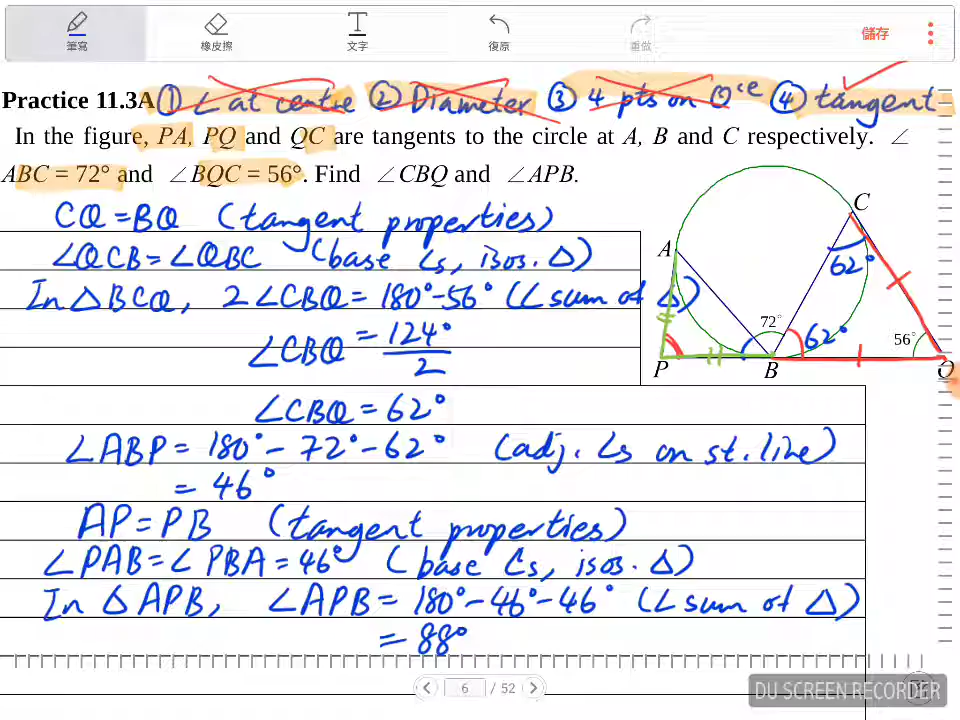 筆寫 橡皮擦 文字 復原 重做 儲存
Practice 11.3A ① ∠ at centre ② Diameter ③ 4 pts on ⊙ce ④ tangent
In the figure, PA, PQ and QC are tangents to the circle at A, B and C respectively. ∠
ABC = 72° and ∠BQC = 56°. Find ∠CBQ and ∠APB.
CQ = BQ (tangent properties)
∠QCB = ∠QBC (base ∠s, isos. △)
In △BCQ, 2∠CBQ = 180° - 56° (∠ sum of △)
∠CBQ = 124°/2
∠CBQ = 62°
∠ABP = 180° - 72° - 62° (adj. ∠s on st. line)
= 46°
AP = PB (tangent properties)
∠PAB = ∠PBA = 46° (base ∠s, isos. △)
In △APB, ∠APB = 180° - 46° - 46° (∠ sum of △)
= 88°
C
A
62°
72°
62°
56°
P
B
Q
6 / 52
DU SCREEN RECORDER